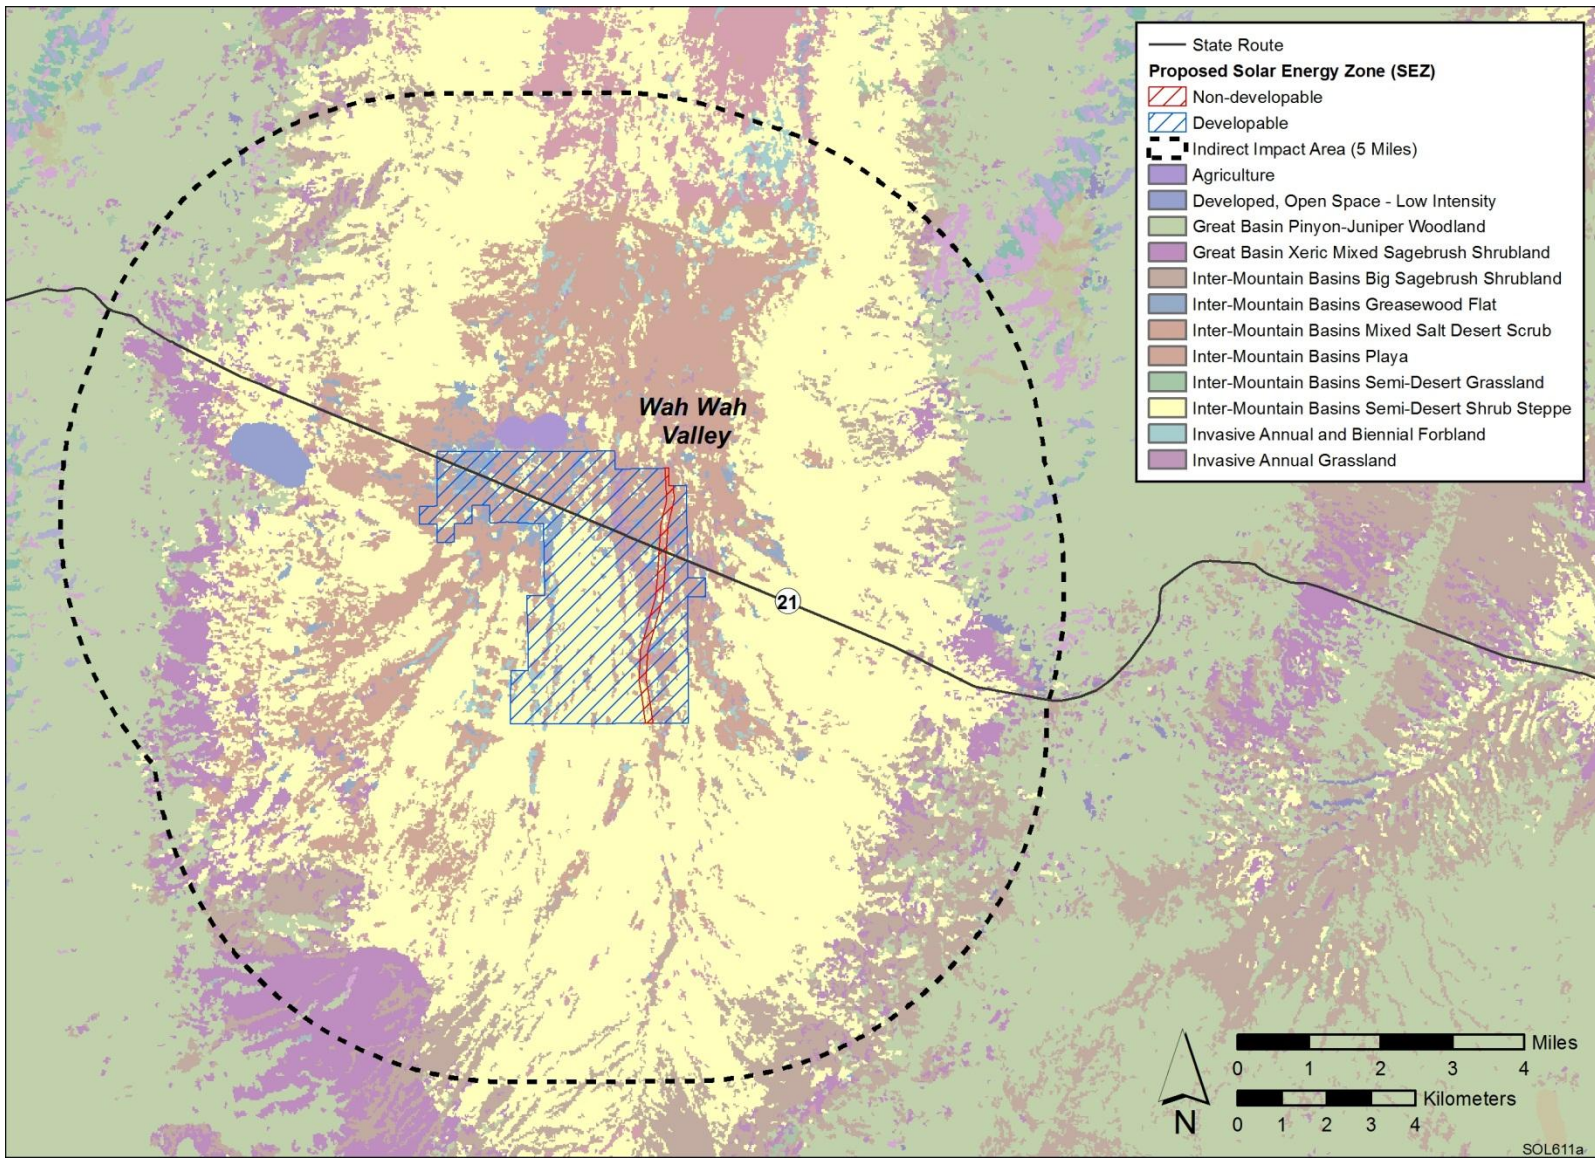 State Route
Proposed Solar Energy Zone (SEZ)
Non-developable
Developable
Indirect Impact Area (5 Miles)
Agriculture
Developed, Open Space - Low Intensity
Great Basin Pinyon-Juniper Woodland
Great Basin Xeric Mixed Sagebrush Shrubland
Inter-Mountain Basins Big Sagebrush Shrubland
Inter-Mountain Basins Greasewood Flat
Inter-Mountain Basins Mixed Salt Desert Scrub
Inter-Mountain Basins Playa
Inter-Mountain Basins Semi-Desert Grassland
Inter-Mountain Basins Semi-Desert Shrub Steppe
Invasive Annual and Biennial Forbland
Invasive Annual Grassland
Wah Wah
Valley
21
Miles
0 1 2 3 4
Kilometers
0 1 2 3 4
N
SOL611a